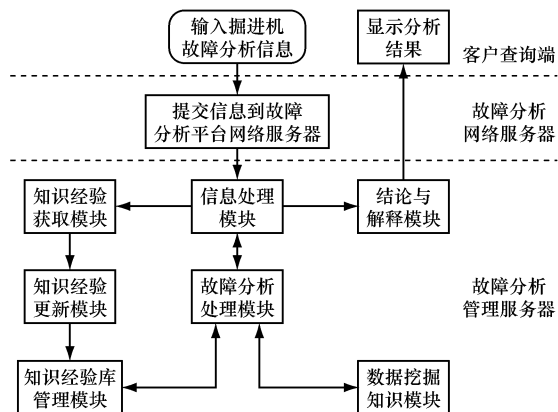 输入掘进机
故障分析信息
显示分析
结果
客户查询端
提交信息到故障
分析平台网络服务器
故障分析
网络服务器
知识经验
获取模块
信息处理
模块
结论与
解释模块
知识经验
更新模块
故障分析
处理模块
故障分析
管理服务器
知识经验库
管理模块
数据挖掘
知识模块